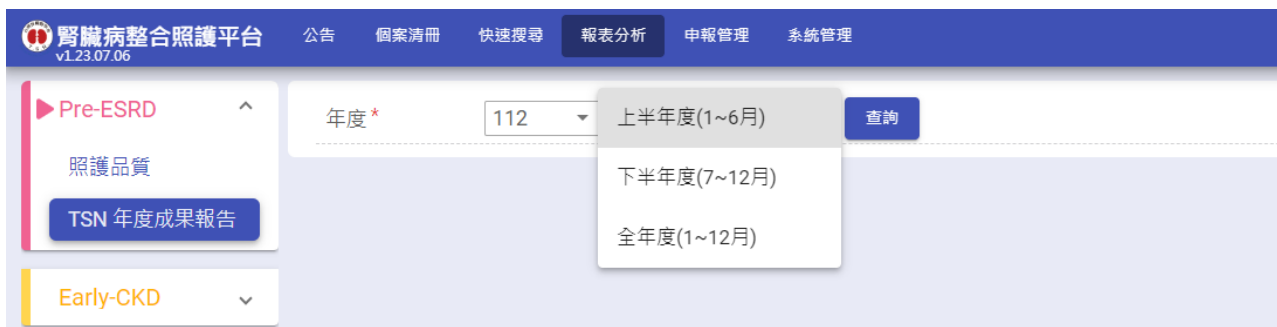 腎臟病整合照護平台 公告 個案清冊 快速搜尋 報表分析 申報管理 系統管理
v1.23.07.06
Pre-ESRD
年度* 112 上半年度(1~6月) 查詢
照護品質
下半年度(7~12月)
TSN 年度成果報告
全年度(1~12月)
Early-CKD